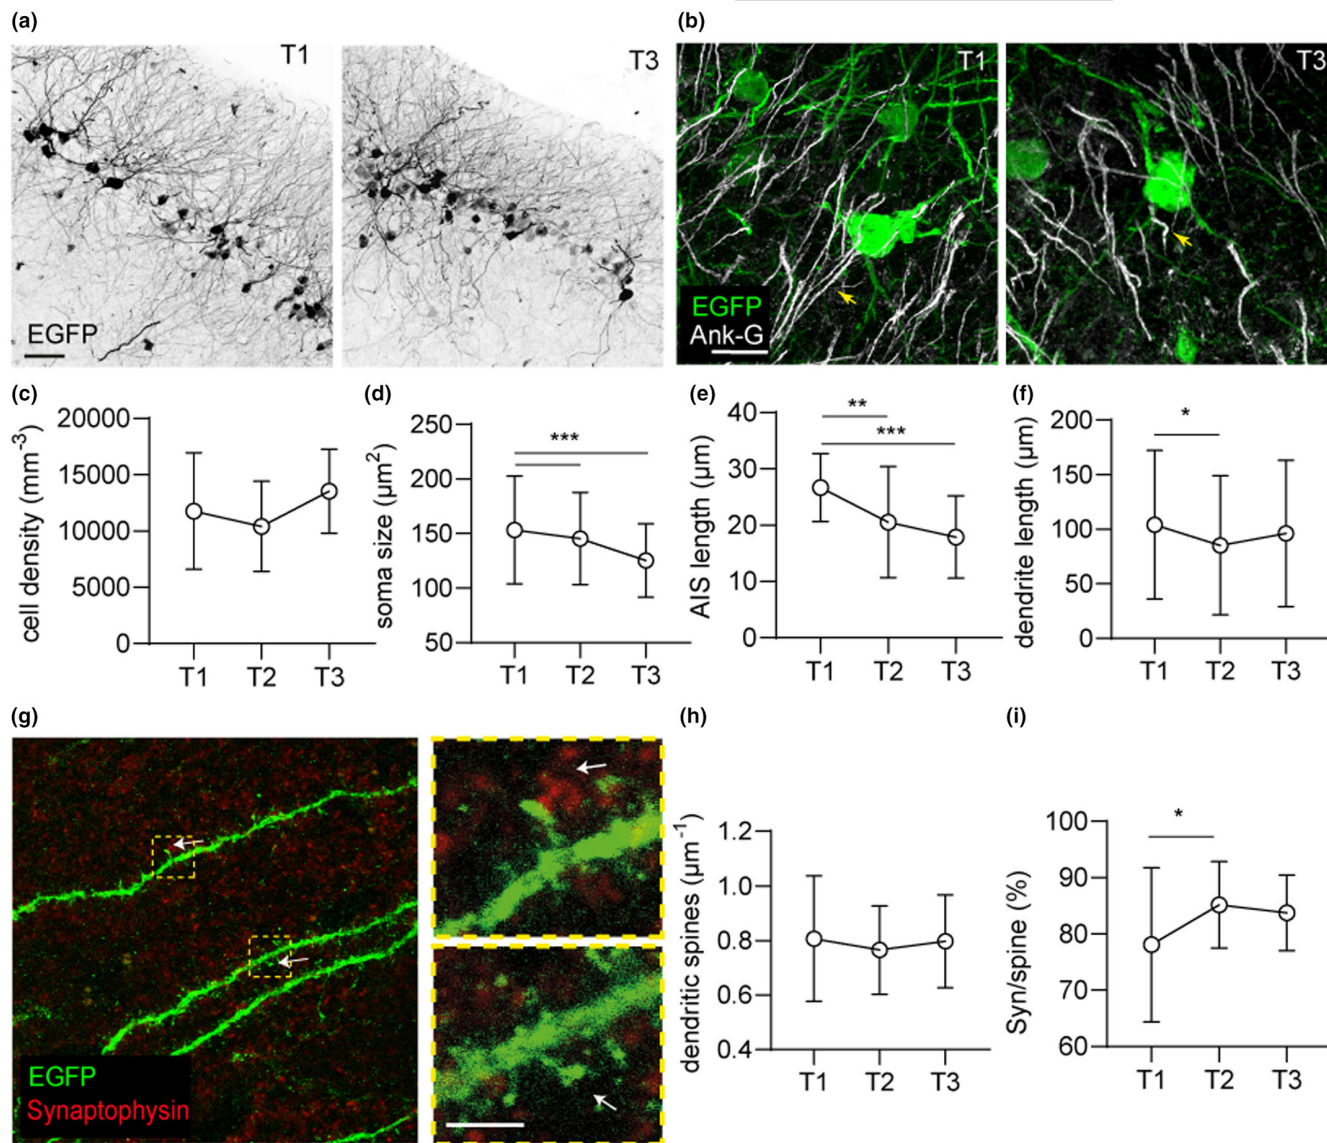 (a)
T1
T3
EGFP
(b)
T1
T3
EGFP
Ank-G
(c)
cell density (mm⁻³)
20000
15000
10000
5000
0
T1 T2 T3
(d)
soma size (µm²)
250
200
150
100
50
***
T1 T2 T3
(e)
AIS length (µm)
40
30
20
10
0
**
***
T1 T2 T3
(f)
dendrite length (µm)
200
150
100
50
0
*
T1 T2 T3
(g)
EGFP
Synaptophysin
(h)
dendritic spines (µm⁻¹)
1.2
1.0
0.8
0.6
0.4
T1 T2 T3
(i)
Syn/spine (%)
100
90
80
70
60
*
T1 T2 T3